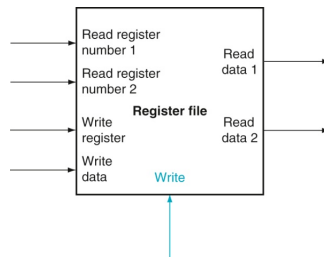 Read register
number 1
Read
data 1
Read register
number 2
Register file
Write
register
Read
data 2
Write
data
Write